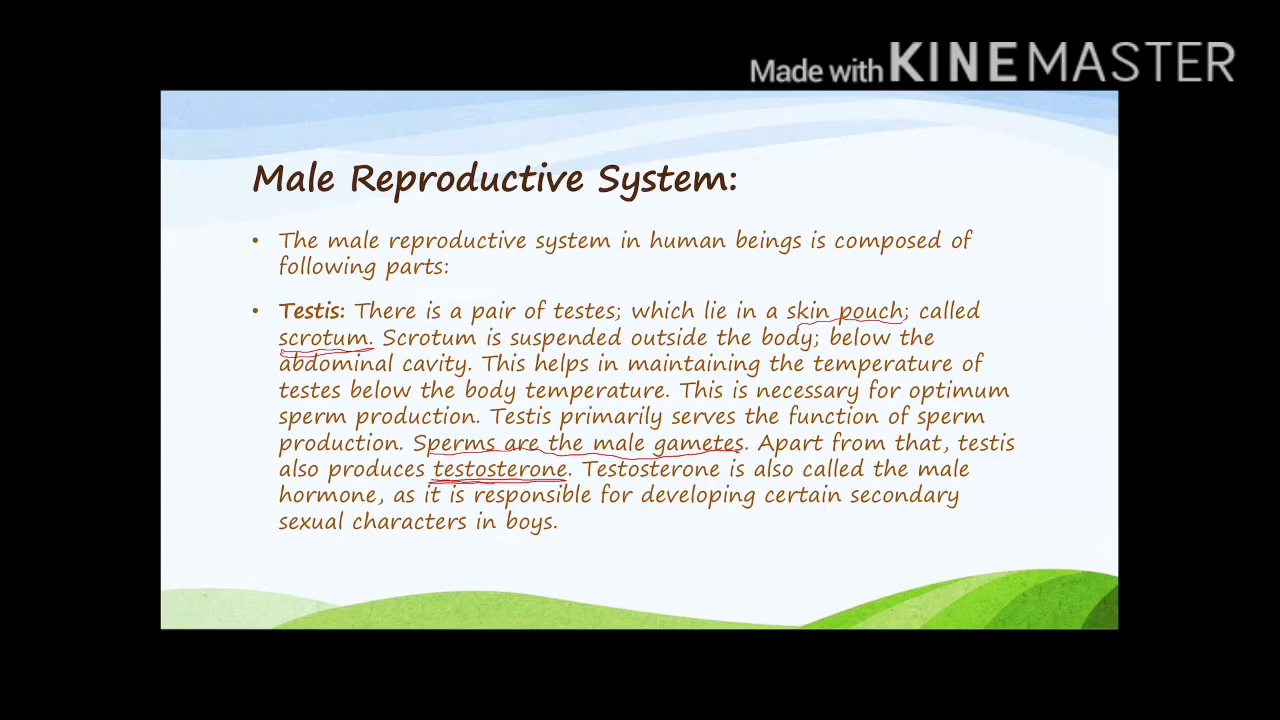 Made with KINEMASTER
Male Reproductive System:
• The male reproductive system in human beings is composed of
following parts:
• Testis: There is a pair of testes; which lie in a skin pouch; called
scrotum. Scrotum is suspended outside the body; below the
abdominal cavity. This helps in maintaining the temperature of
testes below the body temperature. This is necessary for optimum
sperm production. Testis primarily serves the function of sperm
production. Sperms are the male gametes. Apart from that, testis
also produces testosterone. Testosterone is also called the male
hormone, as it is responsible for developing certain secondary
sexual characters in boys.